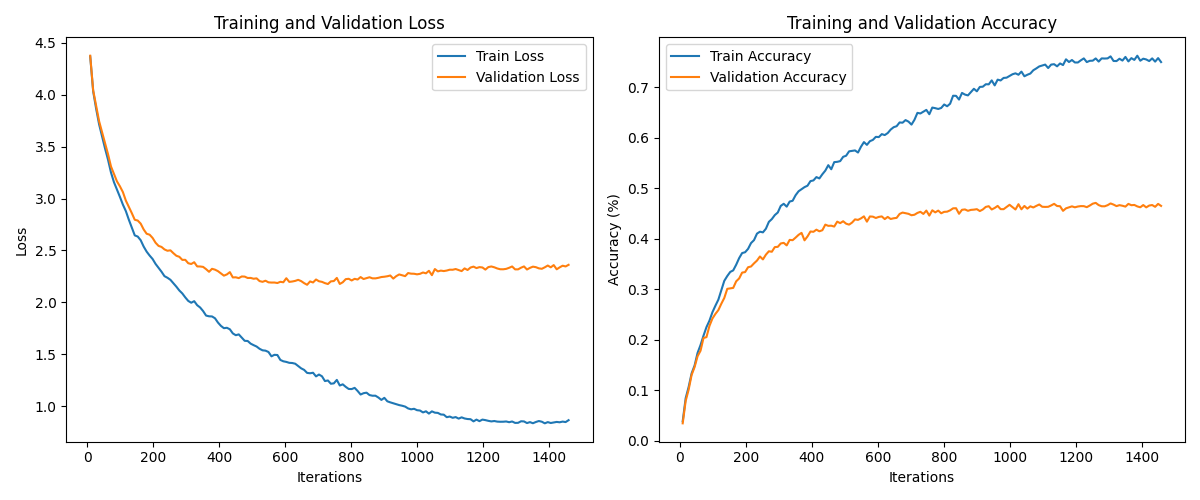 Training and Validation Loss
4.5
4.0
3.5
3.0
2.5
2.0
1.5
1.0
Loss
Train Loss
Validation Loss
0 200 400 600 800 1000 1200 1400
Iterations
Training and Validation Accuracy
0.7
0.6
0.5
0.4
0.3
0.2
0.1
0.0
Accuracy (%)
Train Accuracy
Validation Accuracy
0 200 400 600 800 1000 1200 1400
Iterations